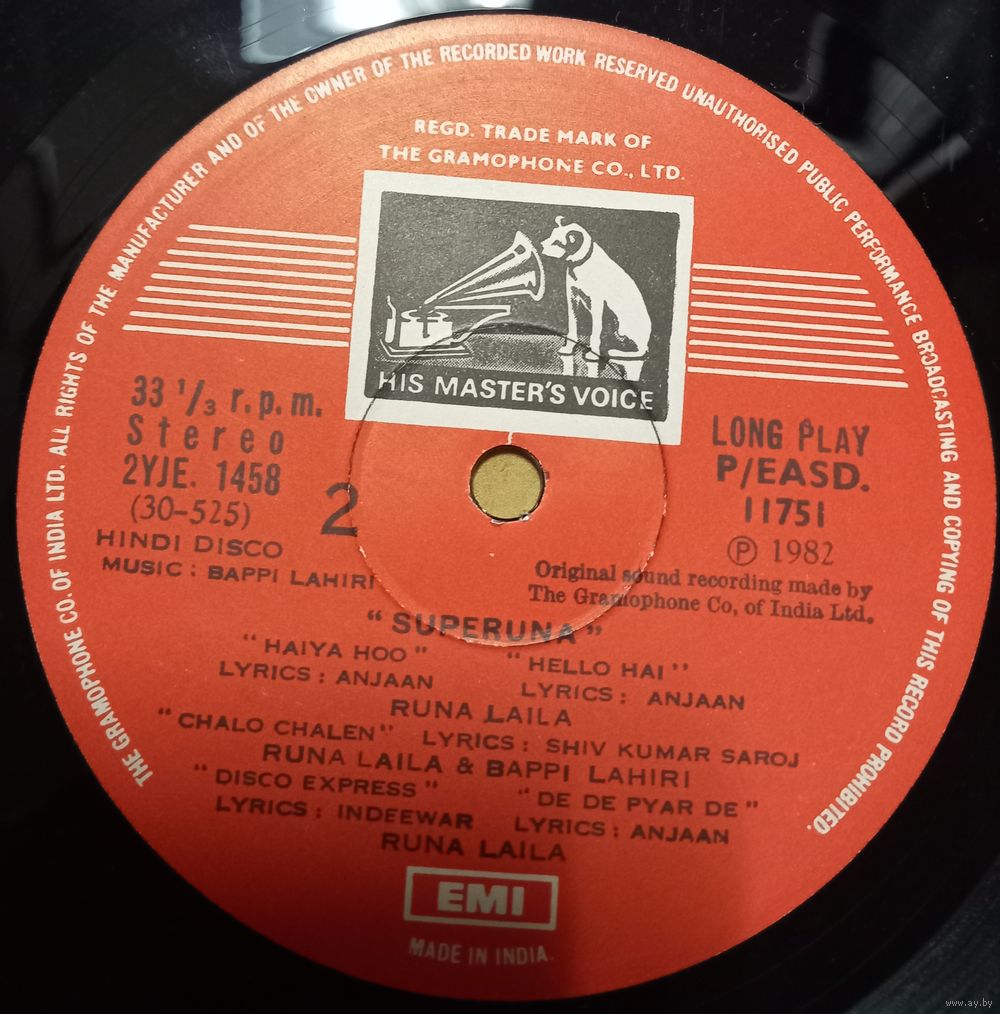 THE GRAMOPHONE CO. OF INDIA LTD. ALL RIGHTS OF THE MANUFACTURER AND OF THE OWNER OF THE RECORDED WORK RESERVED UNAUTHORISED PUBLIC PERFORMANCE BROADCASTING AND COPYING OF THIS RECORD PROHIBITED.
REGD. TRADE MARK OF
THE GRAMOPHONE CO., LTD.
HIS MASTER'S VOICE
33 1/3 r.p.m.
Stereo
2YJE. 1458
(30-525)
2
HINDI DISCO
MUSIC : BAPPI LAHIRI
LONG PLAY
P/EASD.
11751
℗ 1982
Original sound recording made by
The Gramophone Co, of India Ltd.
"SUPERUNA"
"HAIYA HOO" "HELLO HAI"
LYRICS : ANJAAN LYRICS : ANJAAN
RUNA LAILA
"CHALO CHALEN" LYRICS : SHIV KUMAR SAROJ
RUNA LAILA & BAPPI LAHIRI
"DISCO EXPRESS" "DE DE PYAR DE"
LYRICS : INDEEWAR LYRICS : ANJAAN
RUNA LAILA
EMI
MADE IN INDIA.
www.ay.by